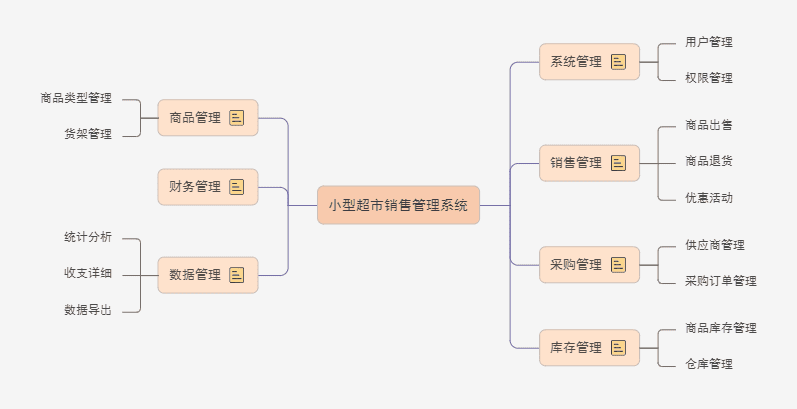 小型超市销售管理系统
系统管理
用户管理
权限管理
销售管理
商品出售
商品退货
优惠活动
采购管理
供应商管理
采购订单管理
库存管理
商品库存管理
仓库管理
商品管理
商品类型管理
货架管理
财务管理
数据管理
统计分析
收支详细
数据导出